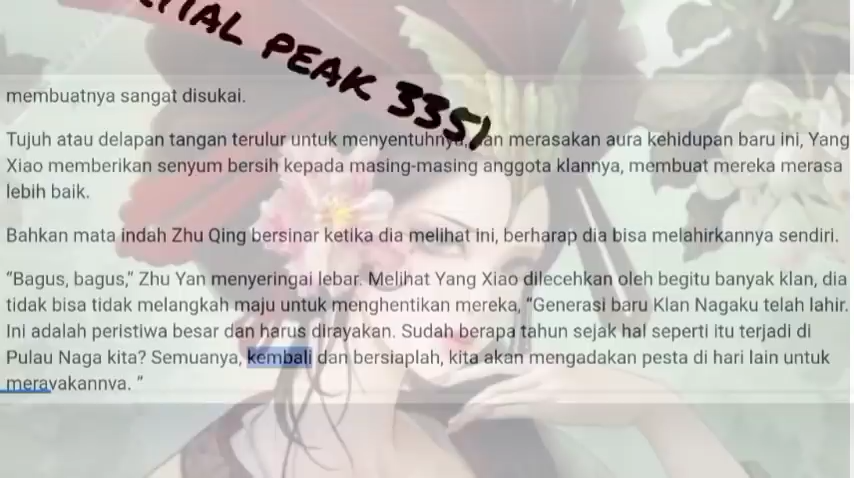 PEAK 3351
membuatnya sangat disukai.
Tujuh atau delapan tangan terulur untuk menyentuhnya, dan merasakan aura kehidupan baru ini, Yang
Xiao memberikan senyum bersih kepada masing-masing anggota klannya, membuat mereka merasa
lebih baik.
Bahkan mata indah Zhu Qing bersinar ketika dia melihat ini, berharap dia bisa melahirkannya sendiri.
“Bagus, bagus,” Zhu Yan menyeringai lebar. Melihat Yang Xiao dilecehkan oleh begitu banyak klan, dia
tidak bisa tidak melangkah maju untuk menghentikan mereka, “Generasi baru Klan Nagaku telah lahir.
Ini adalah peristiwa besar dan harus dirayakan. Sudah berapa tahun sejak hal seperti itu terjadi di
Pulau Naga kita? Semuanya, kembali dan bersiaplah, kita akan mengadakan pesta di hari lain untuk
merayakannya. ”